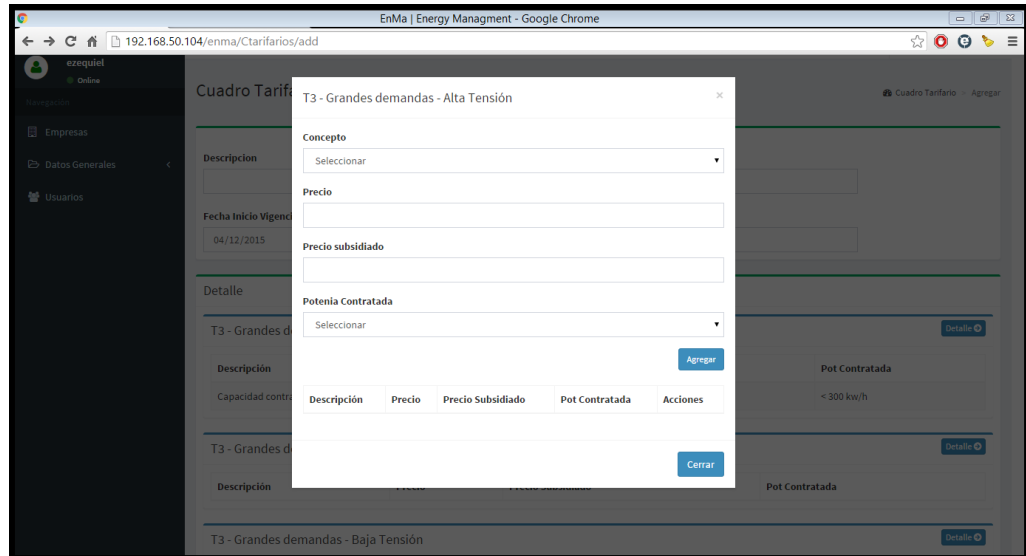 EnMa | Energy Managment - Google Chrome
192.168.50.104/enma/Ctarifarios/add
ezequiel
Online
Navegación
Empresas
Datos Generales
Usuarios
Cuadro Tarifa
Cuadro Tarifario > Agregar
Descripcion
Fecha Inicio Vigenci
04/12/2015
T3 - Grandes demandas - Alta Tensión ×
Concepto
Seleccionar
Precio
Precio subsidiado
Potenia Contratada
Seleccionar
Agregar
Descripción Precio Precio Subsidiado Pot Contratada Acciones
Cerrar
Detalle
T3 - Grandes d
Detalle
Descripción
Pot Contratada
Capacidad contra
< 300 kw/h
T3 - Grandes d
Detalle
Descripción
Pot Contratada
T3 - Grandes demandas - Baja Tensión
Detalle